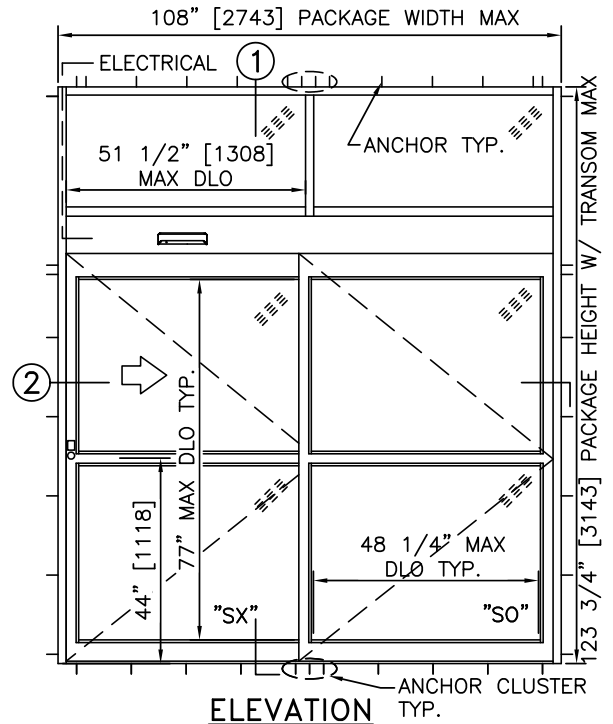 108" [2743] PACKAGE WIDTH MAX
ELECTRICAL
1
51 1/2" [1308]
MAX DLO
ANCHOR TYP.
123 3/4" [3143] PACKAGE HEIGHT W/ TRANSOM MAX
2
77" MAX DLO TYP.
44" [1118]
48 1/4" MAX
DLO TYP.
"SX"
"SO"
ANCHOR CLUSTER
TYP.
ELEVATION